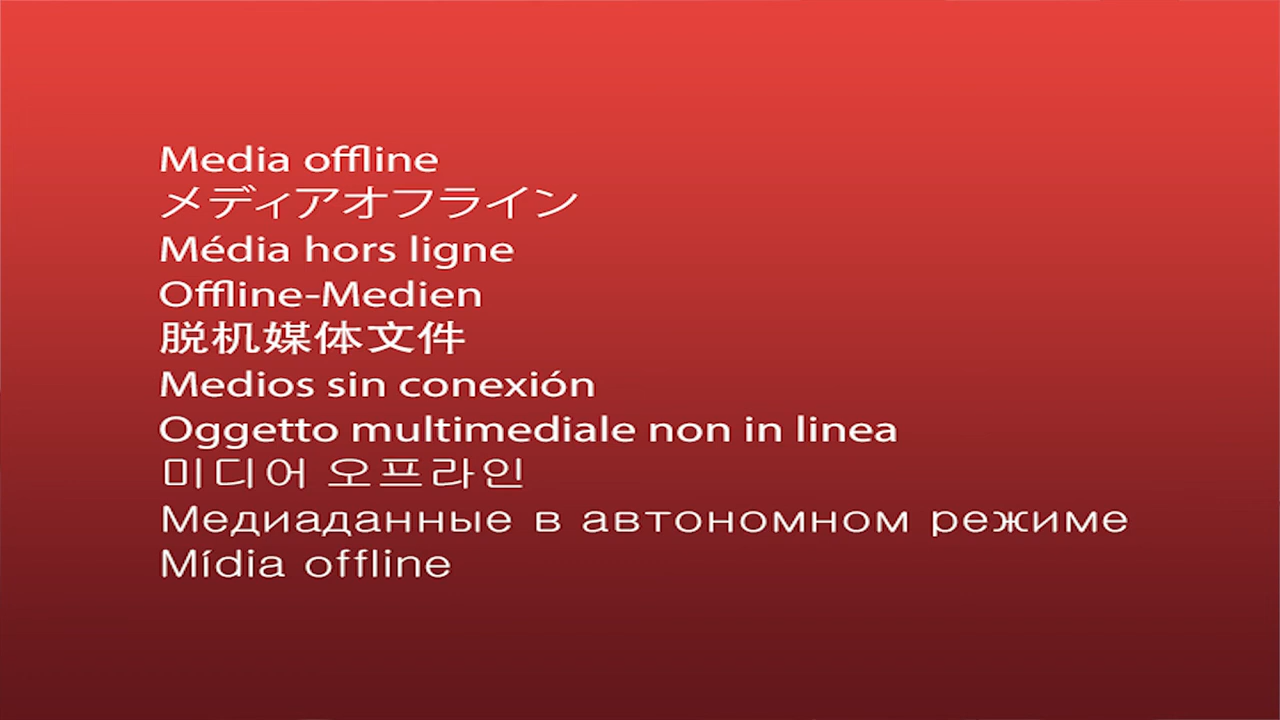 Media offline
メディアオフライン
Média hors ligne
Offline-Medien
脱机媒体文件
Medios sin conexión
Oggetto multimediale non in linea
미디어 오프라인
Медиаданные в автономном режиме
Mídia offline